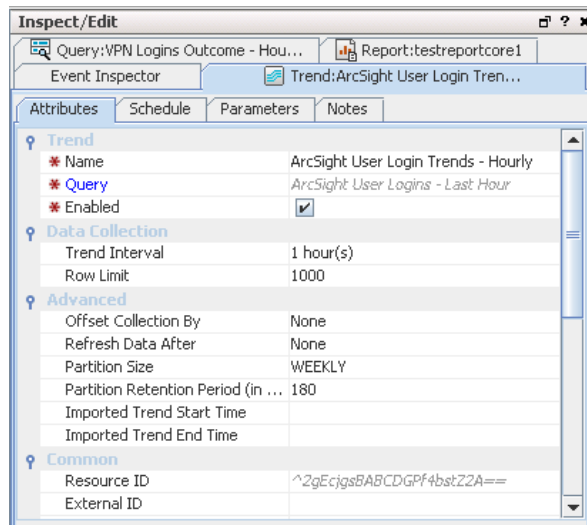 Inspect/Edit
Query:VPN Logins Outcome - Hou...
Report:testreportcore1
Event Inspector
Trend:ArcSight User Login Tren...
Attributes
Schedule
Parameters
Notes
Trend
* Name ArcSight User Login Trends - Hourly
* Query ArcSight User Logins - Last Hour
* Enabled
Data Collection
Trend Interval 1 hour(s)
Row Limit 1000
Advanced
Offset Collection By None
Refresh Data After None
Partition Size WEEKLY
Partition Retention Period (in ... 180
Imported Trend Start Time
Imported Trend End Time
Common
Resource ID ^2gEcjgsBABCDGPf4bstZ2A==
External ID